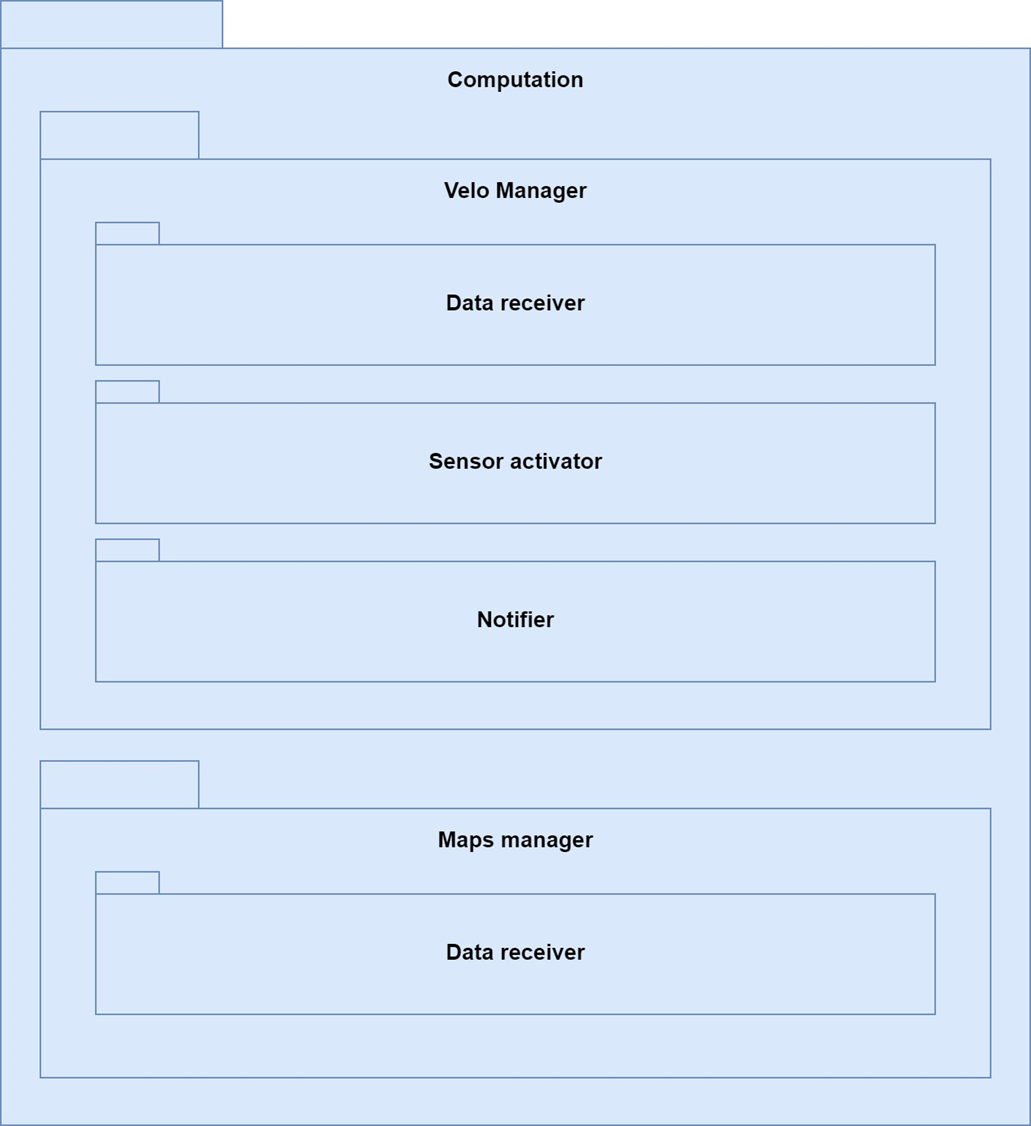 Computation
Velo Manager
Data receiver
Sensor activator
Notifier
Maps manager
Data receiver